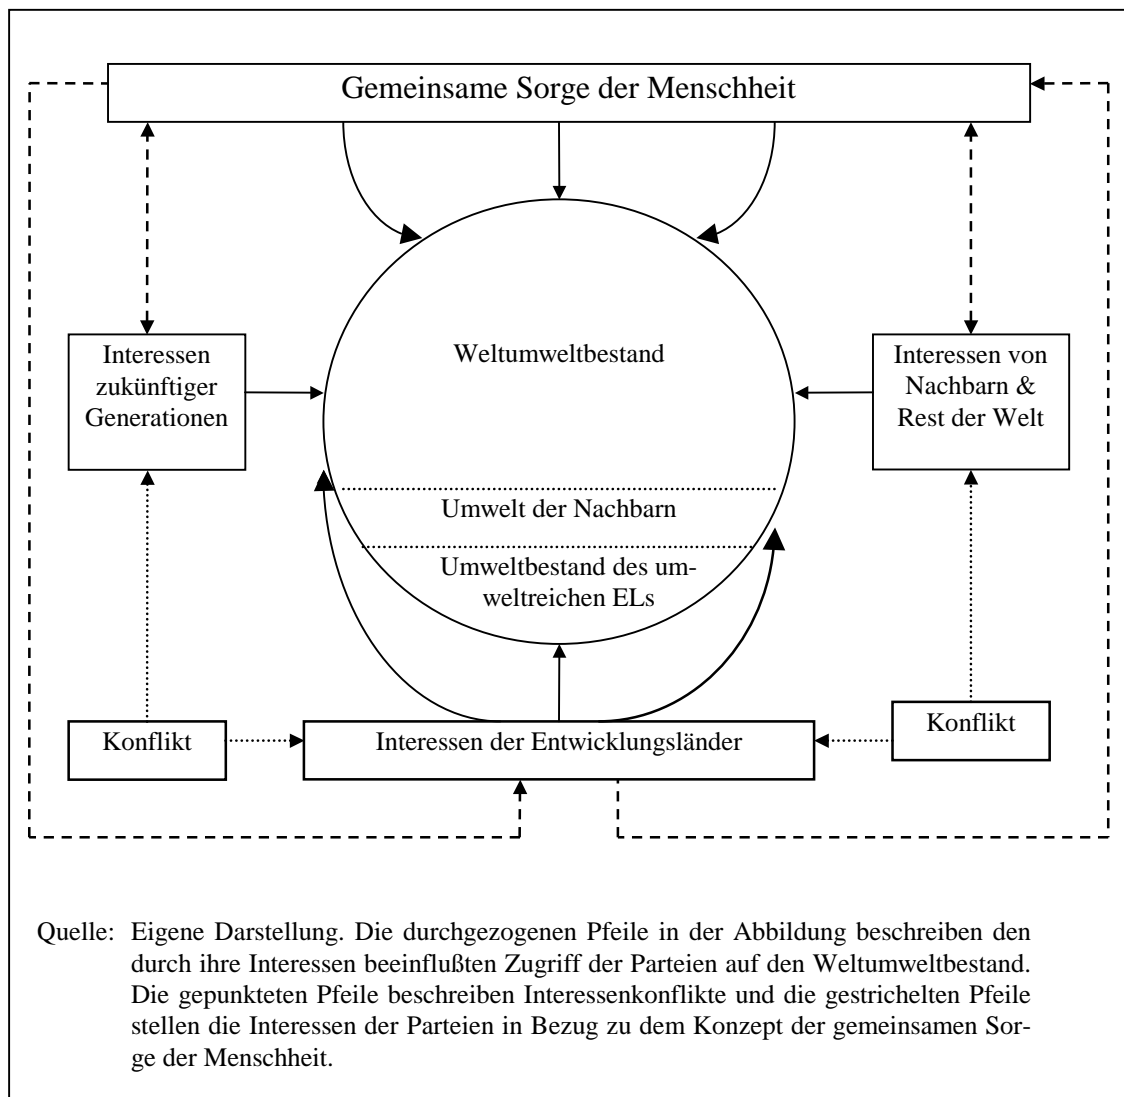 Gemeinsame Sorge der Menschheit
Interessen
zukünftiger
Generationen
Weltumweltbestand
Interessen von
Nachbarn &
Rest der Welt
Umwelt der Nachbarn
Umweltbestand des um-
weltreichen ELs
Konflikt
Interessen der Entwicklungsländer
Konflikt
Quelle: Eigene Darstellung. Die durchgezogenen Pfeile in der Abbildung beschreiben den
durch ihre Interessen beeinflußten Zugriff der Parteien auf den Weltumweltbestand.
Die gepunkteten Pfeile beschreiben Interessenkonflikte und die gestrichelten Pfeile
stellen die Interessen der Parteien in Bezug zu dem Konzept der gemeinsamen Sor-
ge der Menschheit.